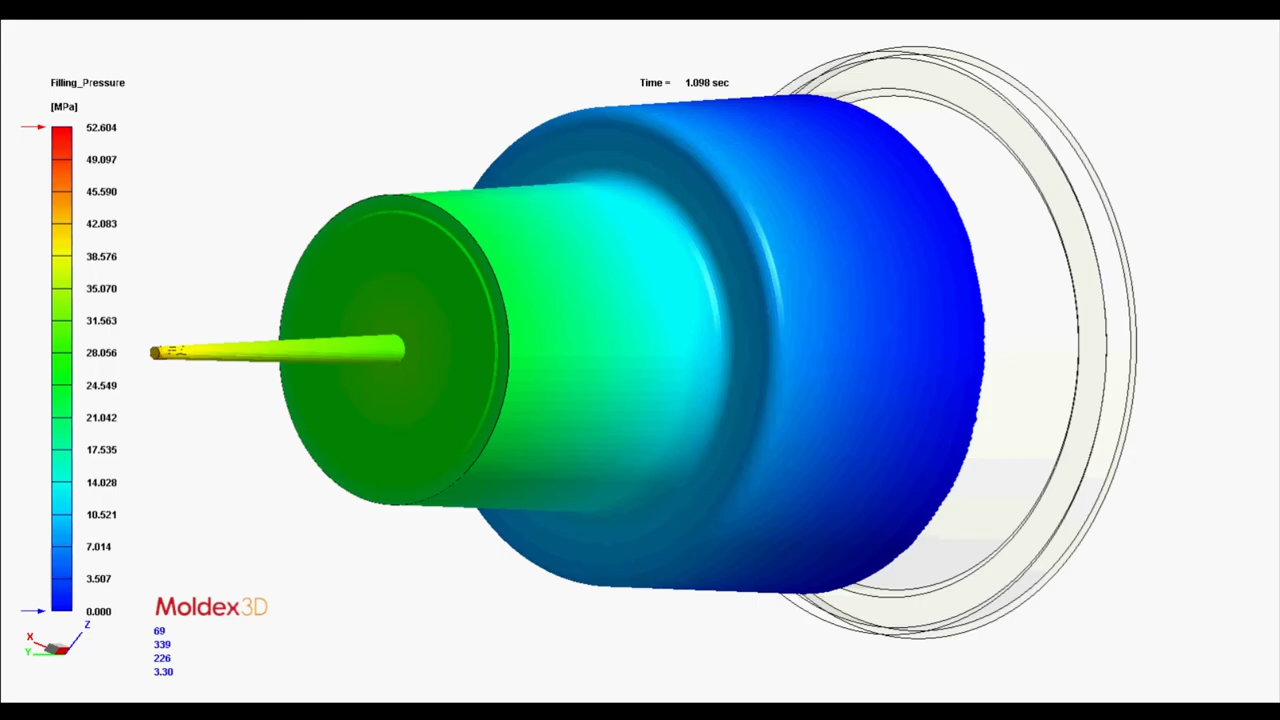 Filling_Pressure
Time = 1.098 sec
[MPa]
52.604
49.097
45.590
42.083
38.576
35.070
31.563
28.056
24.549
21.042
17.535
14.028
10.521
7.014
3.507
0.000
Z
X
Y
Moldex3D
69
339
226
3.30